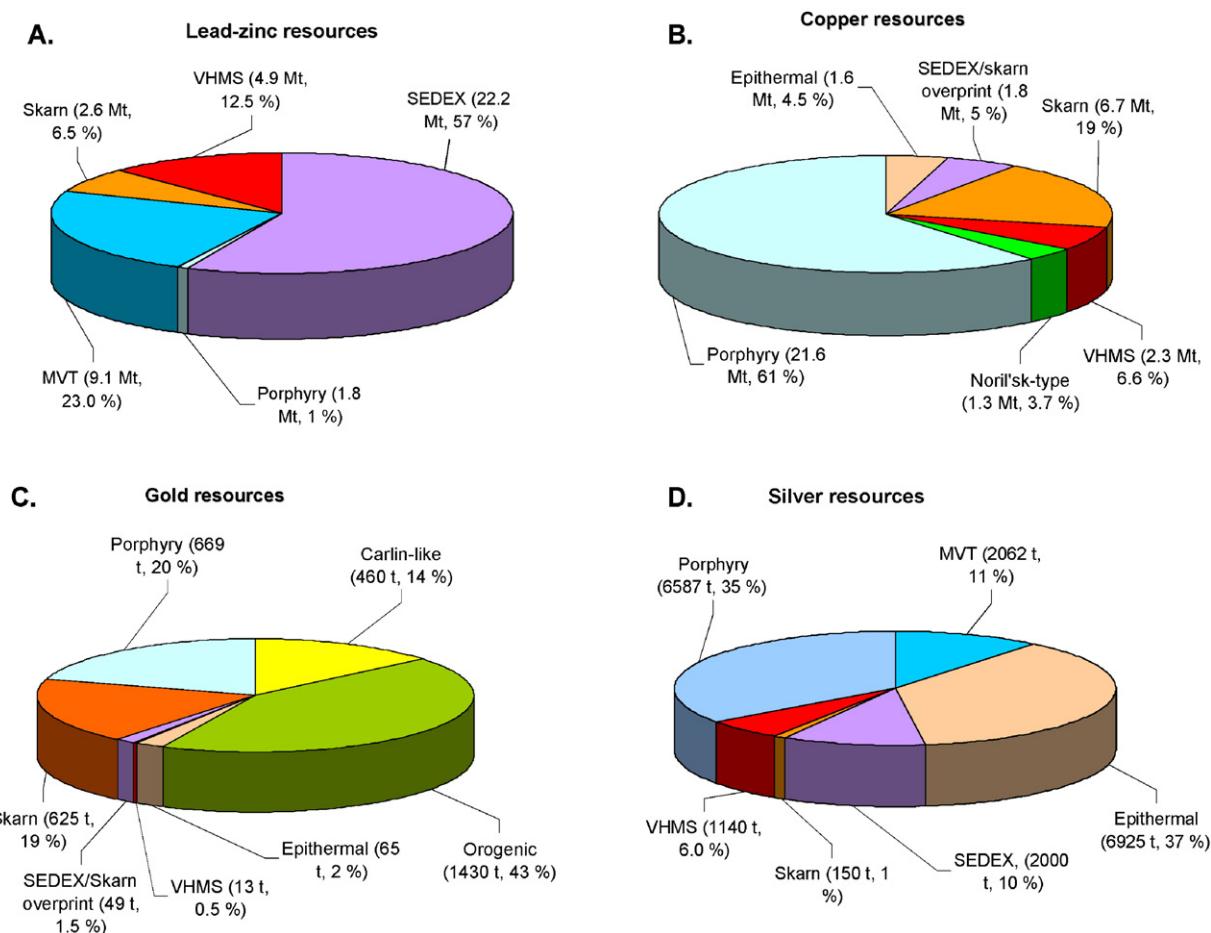 A.
Lead-zinc resources
VHMS (4.9 Mt,
12.5 %)
SEDEX (22.2
Mt, 57 %)
Skarn (2.6 Mt,
6.5 %)
MVT (9.1 Mt,
23.0 %)
Porphyry (1.8
Mt, 1 %)
B.
Copper resources
Epithermal (1.6
Mt, 4.5 %)
SEDEX/skarn
overprint (1.8
Mt, 5 %)
Skarn (6.7 Mt,
19 %)
Porphyry (21.6
Mt, 61 %)
Noril'sk-type
(1.3 Mt, 3.7 %)
VHMS (2.3 Mt,
6.6 %)
C.
Gold resources
Porphyry (669
t, 20 %)
Carlin-like
(460 t, 14 %)
Skarn (625 t,
19 %)
SEDEX/Skarn
overprint (49 t,
1.5 %)
VHMS (13 t,
0.5 %)
Epithermal (65
t, 2 %)
Orogenic
(1430 t, 43 %)
D.
Silver resources
Porphyry
(6587 t, 35 %)
MVT (2062 t,
11 %)
VHMS (1140 t,
6.0 %)
Skarn (150 t, 1
%)
SEDEX, (2000
t, 10 %)
Epithermal
(6925 t, 37 %)